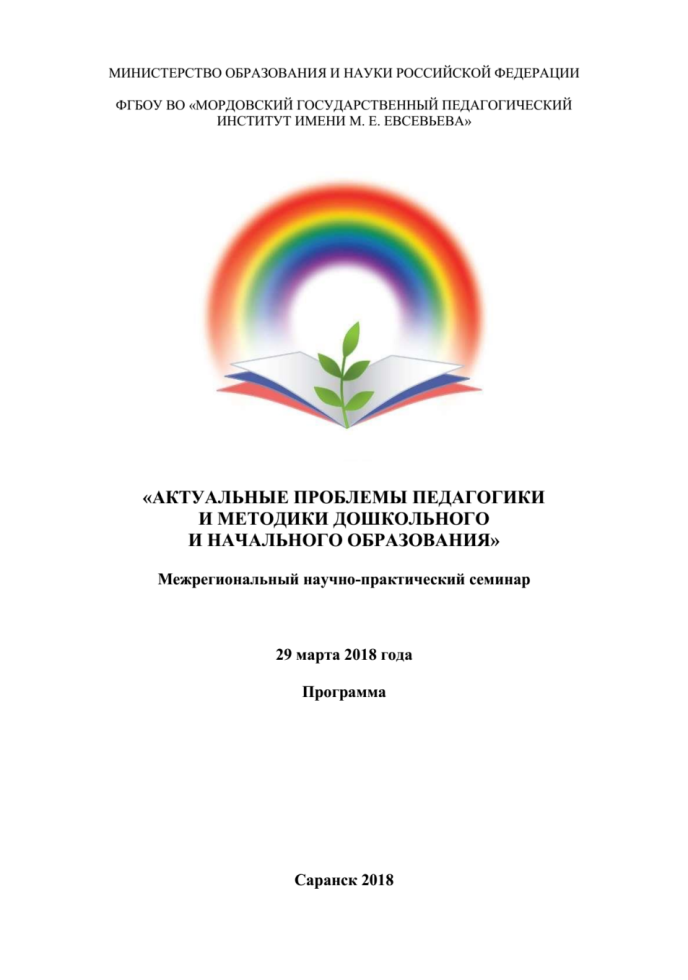 МИНИСТЕРСТВО ОБРАЗОВАНИЯ И НАУКИ РОССИЙСКОЙ ФЕДЕРАЦИИ
ФГБОУ ВО «МОРДОВСКИЙ ГОСУДАРСТВЕННЫЙ ПЕДАГОГИЧЕСКИЙ
ИНСТИТУТ ИМЕНИ М. Е. ЕВСЕВЬЕВА»
«АКТУАЛЬНЫЕ ПРОБЛЕМЫ ПЕДАГОГИКИ
И МЕТОДИКИ ДОШКОЛЬНОГО
И НАЧАЛЬНОГО ОБРАЗОВАНИЯ»
Межрегиональный научно-практический семинар
29 марта 2018 года
Программа
Саранск 2018